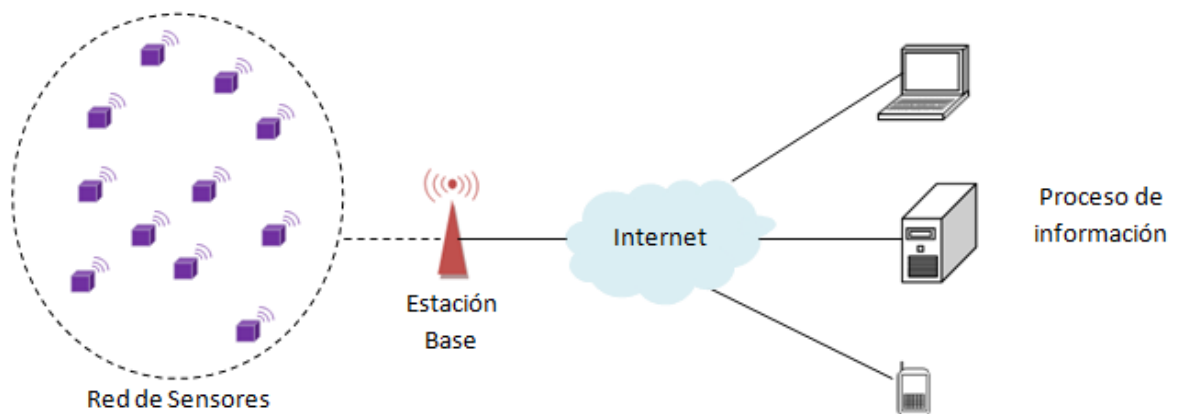 Red de Sensores
Estación
Base
Internet
Proceso de
información